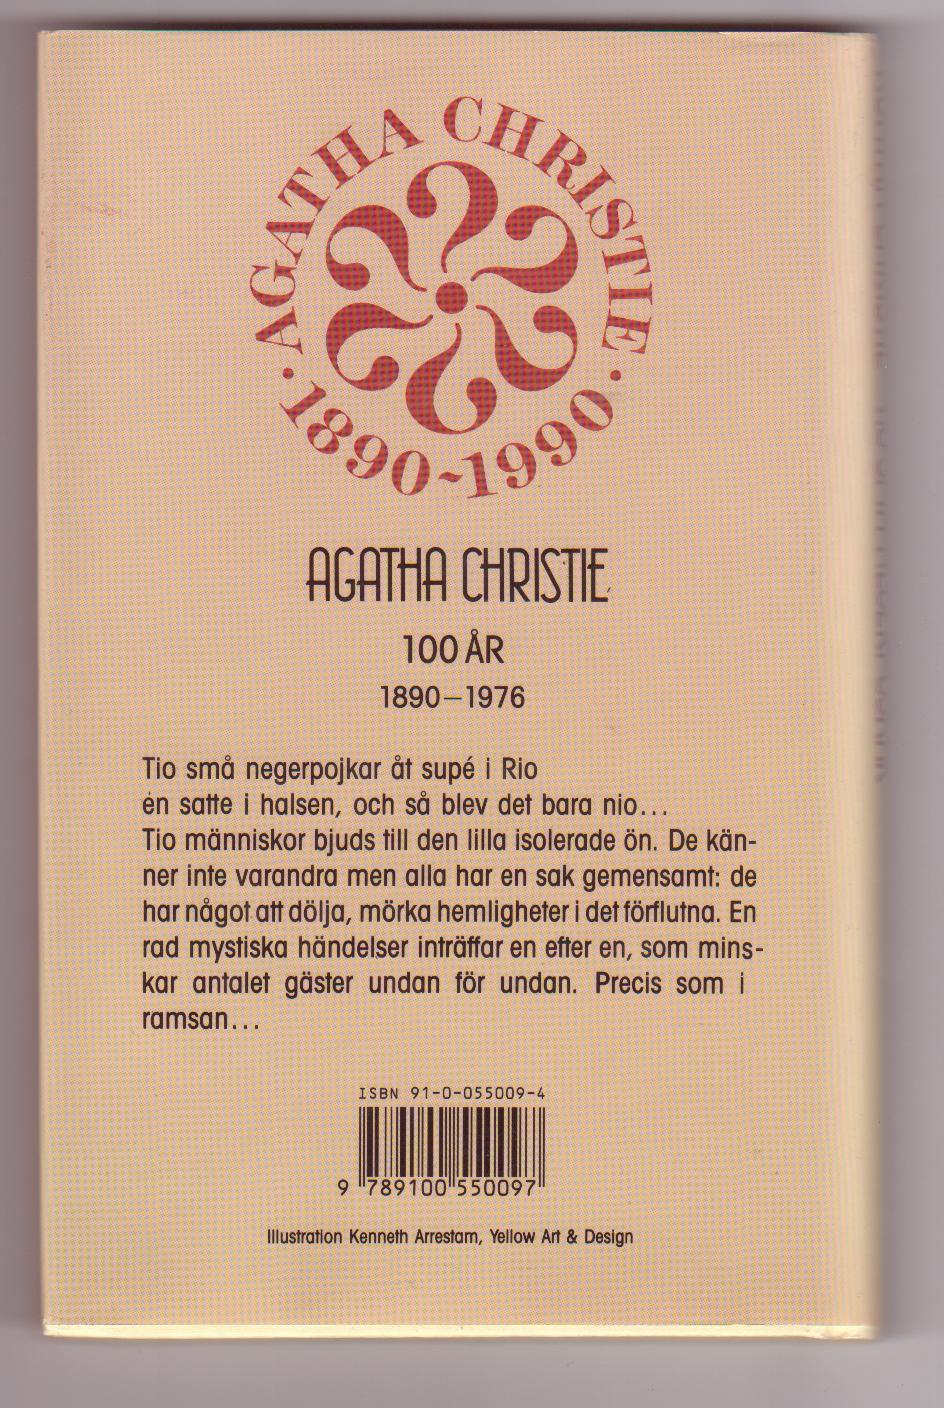 AGATHA CHRISTIE
· 1890-1990 ·
AGATHA CHRISTIE
100 ÅR
1890–1976
Tio små negerpojkar åt supé i Rio
en satte i halsen, och så blev det bara nio...
Tio människor bjuds till den lilla isolerade ön. De kän-
ner inte varandra men alla har en sak gemensamt: de
har något att dölja, mörka hemligheter i det förflutna. En
rad mystiska händelser inträffar en efter en, som mins-
kar antalet gäster undan för undan. Precis som i
ramsan...
ISBN 91-0-055009-4
9 789100 550097
Illustration Kenneth Arrestam, Yellow Art & Design